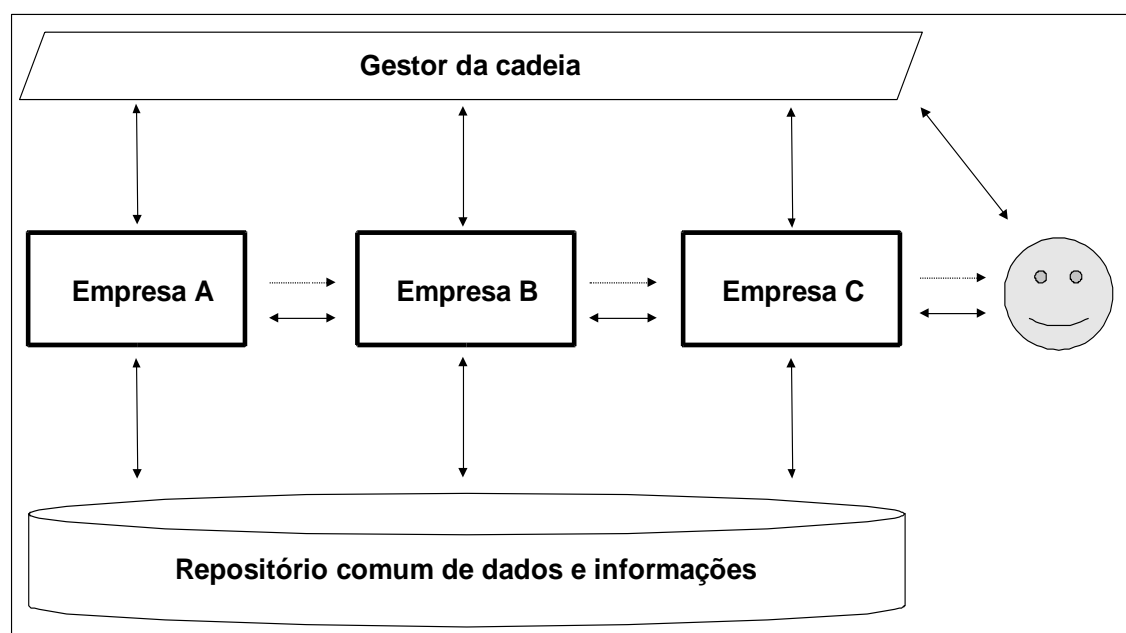 Gestor da cadeia
Empresa A
Empresa B
Empresa C
Repositório comum de dados e informações